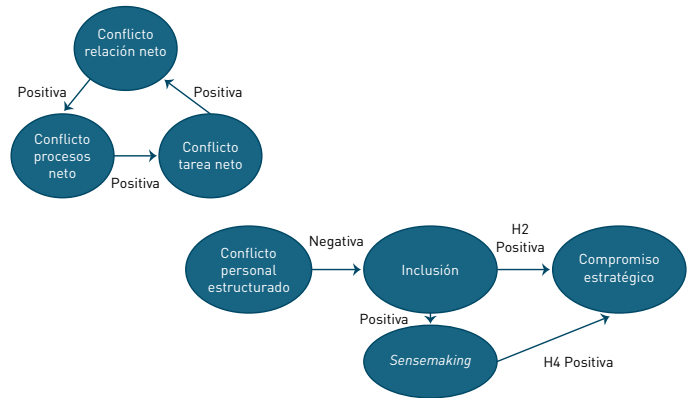 Conflicto
relación neto
Positiva
Positiva
Conflicto
procesos
neto
Conflicto
tarea neto
Positiva
Conflicto
personal
estructurado
Negativa
Inclusión
H2
Positiva
Compromiso
estratégico
Positiva
Sensemaking
H4 Positiva